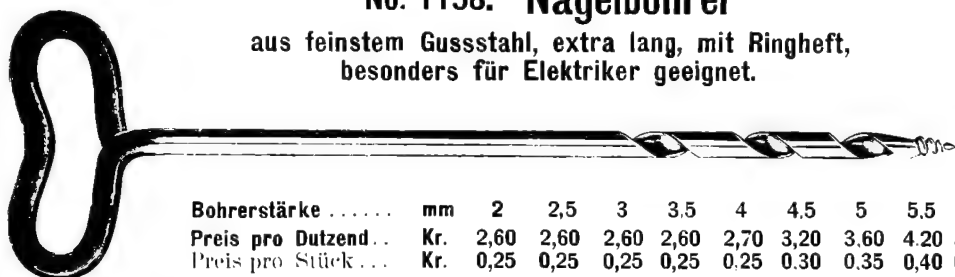 No. 1158. Nagelbohrer
aus feinstem Gussstahl, extra lang, mit Ringheft,
besonders für Elektriker geeignet.
Bohrerstärke ...... mm 2 2,5 3 3,5 4 4,5 5 5,5
Preis pro Dutzend.. Kr. 2,60 2,60 2,60 2,60 2,70 3,20 3.60 4.20
Preis pro Stück... Kr. 0,25 0,25 0,25 0,25 0.25 0.30 0.35 0,40